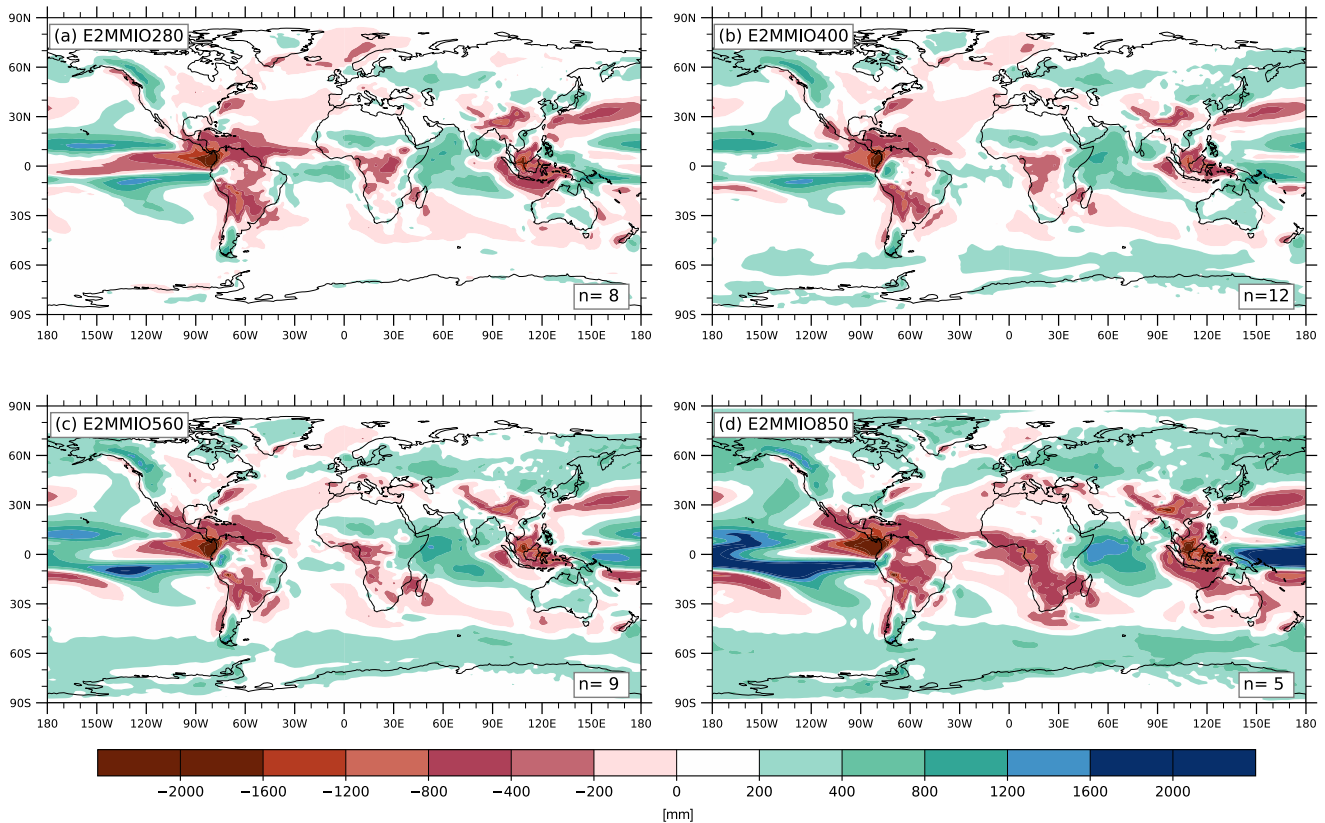 90N
60N
30N
0
30S
60S
90S
(a) E2MMIO280
n= 8
180 150W 120W 90W 60W 30W 0 30E 60E 90E 120E 150E 180
90N
60N
30N
0
30S
60S
90S
(b) E2MMIO400
n=12
180 150W 120W 90W 60W 30W 0 30E 60E 90E 120E 150E 180
90N
60N
30N
0
30S
60S
90S
(c) E2MMIO560
n= 9
180 150W 120W 90W 60W 30W 0 30E 60E 90E 120E 150E 180
90N
60N
30N
0
30S
60S
90S
(d) E2MMIO850
n= 5
180 150W 120W 90W 60W 30W 0 30E 60E 90E 120E 150E 180
−2000 −1600 −1200 −800 −400 −200 0 200 400 800 1200 1600 2000
[mm]